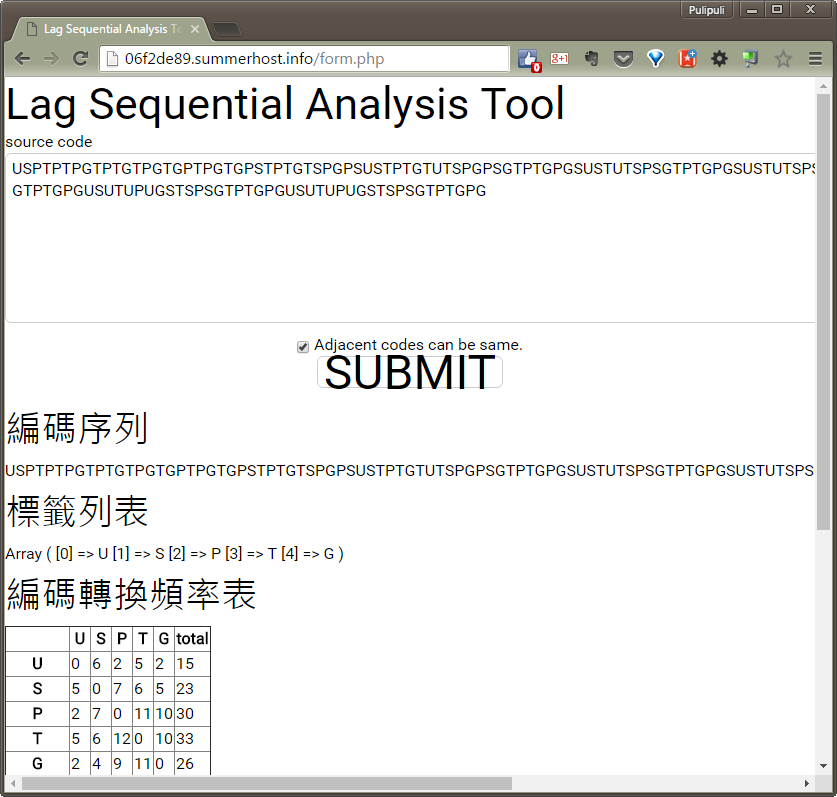 Pulipuli
Lag Sequential Analysis To
06f2de89.summerhost.info/form.php
0
g+1
Lag Sequential Analysis Tool
source code
USPTPTPGTPTGTPGTGPTPGTGPSTPTGTSPGPSUSTPTGTUTSPGPSGTPTGPGSUSTUTSPSGTPTGPGSUSTUTSPS
GTPTGPGUSUTUPUGSTSPSGTPTGPGUSUTUPUGSTSPSGTPTGPG
Adjacent codes can be same.
SUBMIT
編碼序列
USPTPTPGTPTGTPGTGPTPGTGPSTPTGTSPGPSUSTPTGTUTSPGPSGTPTGPGSUSTUTSPSGTPTGPGSUSTUTSPS
標籤列表
Array ( [0] => U [1] => S [2] => P [3] => T [4] => G )
編碼轉換頻率表
U S P T G total
U 0 6 2 5 2 15
S 5 0 7 6 5 23
P 2 7 0 11 10 30
T 5 6 12 0 10 33
G 2 4 9 11 0 26